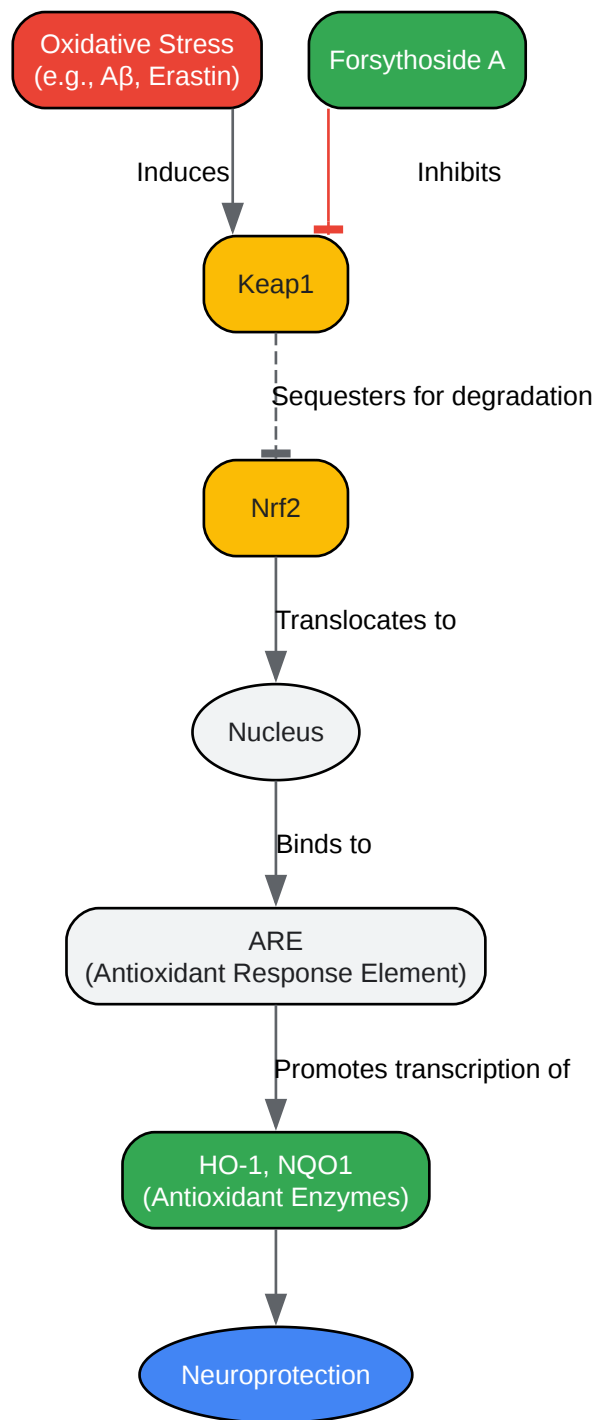 Oxidative Stress
(e.g., Aβ, Erastin)
Forsythoside A
Induces
Inhibits
Keap1
Sequesters for degradation
Nrf2
Translocates to
Nucleus
Binds to
ARE
(Antioxidant Response Element)
Promotes transcription of
HO-1, NQO1
(Antioxidant Enzymes)
Neuroprotection